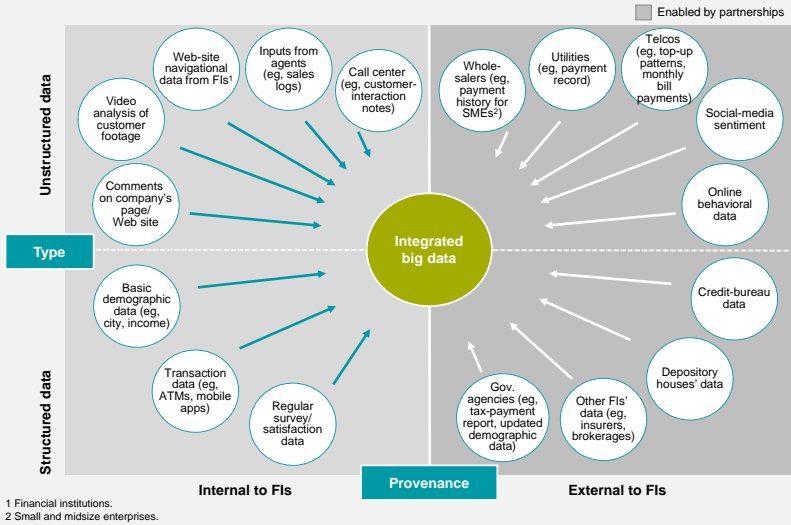 Enabled by partnerships
Unstructured data
Structured data
Type
Web-site
navigational
data from FIs¹
Inputs from
agents
(eg, sales
logs)
Call center
(eg, customer-
interaction
notes)
Video
analysis of
customer
footage
Comments
on company's
page/
Web site
Whole-
salers (eg,
payment
history for
SMEs²)
Utilities
(eg, payment
record)
Telcos
(eg, top-up
patterns,
monthly
bill
payments)
Social-media
sentiment
Online
behavioral
data
Integrated
big data
Basic
demographic
data (eg,
city, income)
Transaction
data (eg,
ATMs, mobile
apps)
Regular
survey/
satisfaction
data
Credit-bureau
data
Depository
houses' data
Other FIs'
data (eg,
insurers,
brokerages)
Gov.
agencies (eg,
tax-payment
report, updated
demographic
data)
Internal to FIs
Provenance
External to FIs
1 Financial institutions.
2 Small and midsize enterprises.